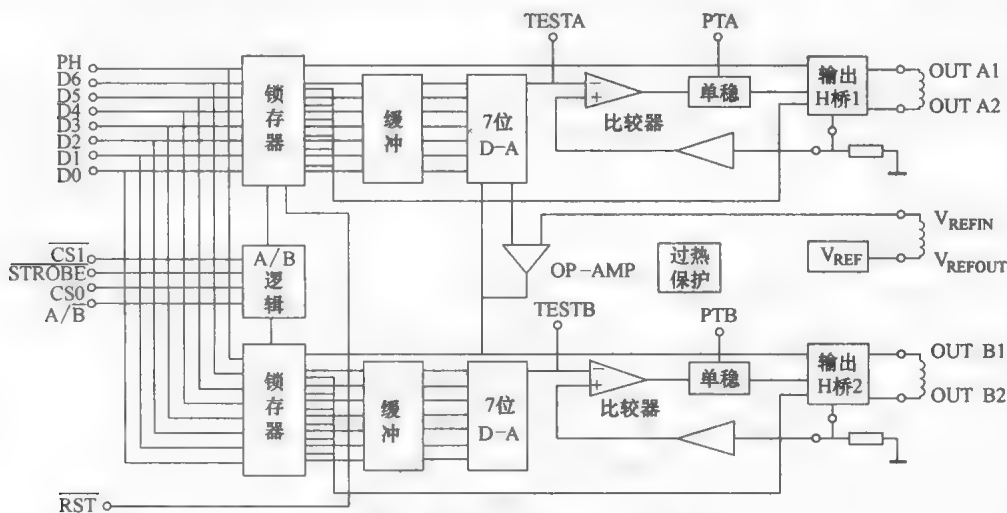 TESTA
PTA
PH
D6
D5
D4
D3
D2
D1
D0
锁存器
缓冲
7位
D-A
比较器
单稳
输出
H桥1
OUT A1
OUT A2
CS1
STROBE
CS0
A/B
A/B
逻辑
OP-AMP
过热
保护
VREFIN
VREF
VREFOUT
TESTB
PTB
锁存器
缓冲
7位
D-A
比较器
单稳
输出
H桥2
OUT B1
OUT B2
RST